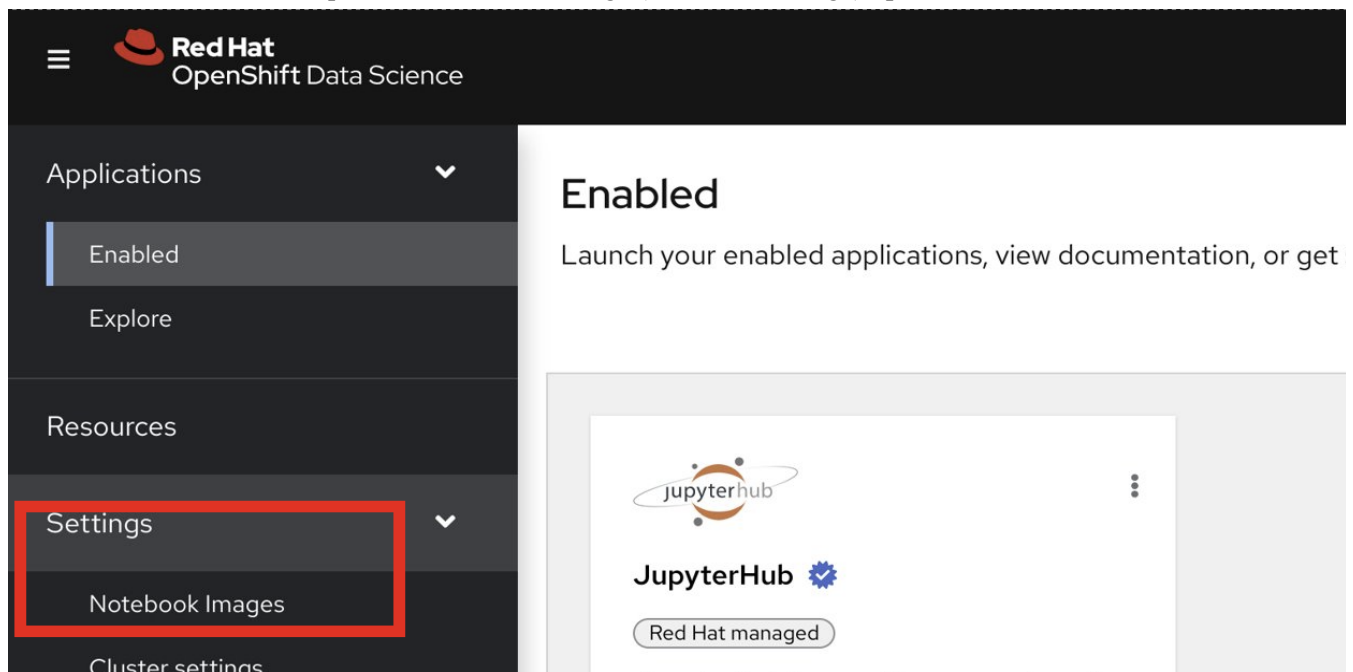 Red Hat
OpenShift Data Science
Applications
Enabled
Explore
Resources
Settings
Notebook Images
Cluster settings
Enabled
Launch your enabled applications, view documentation, or get
jupyterhub
JupyterHub
Red Hat managed